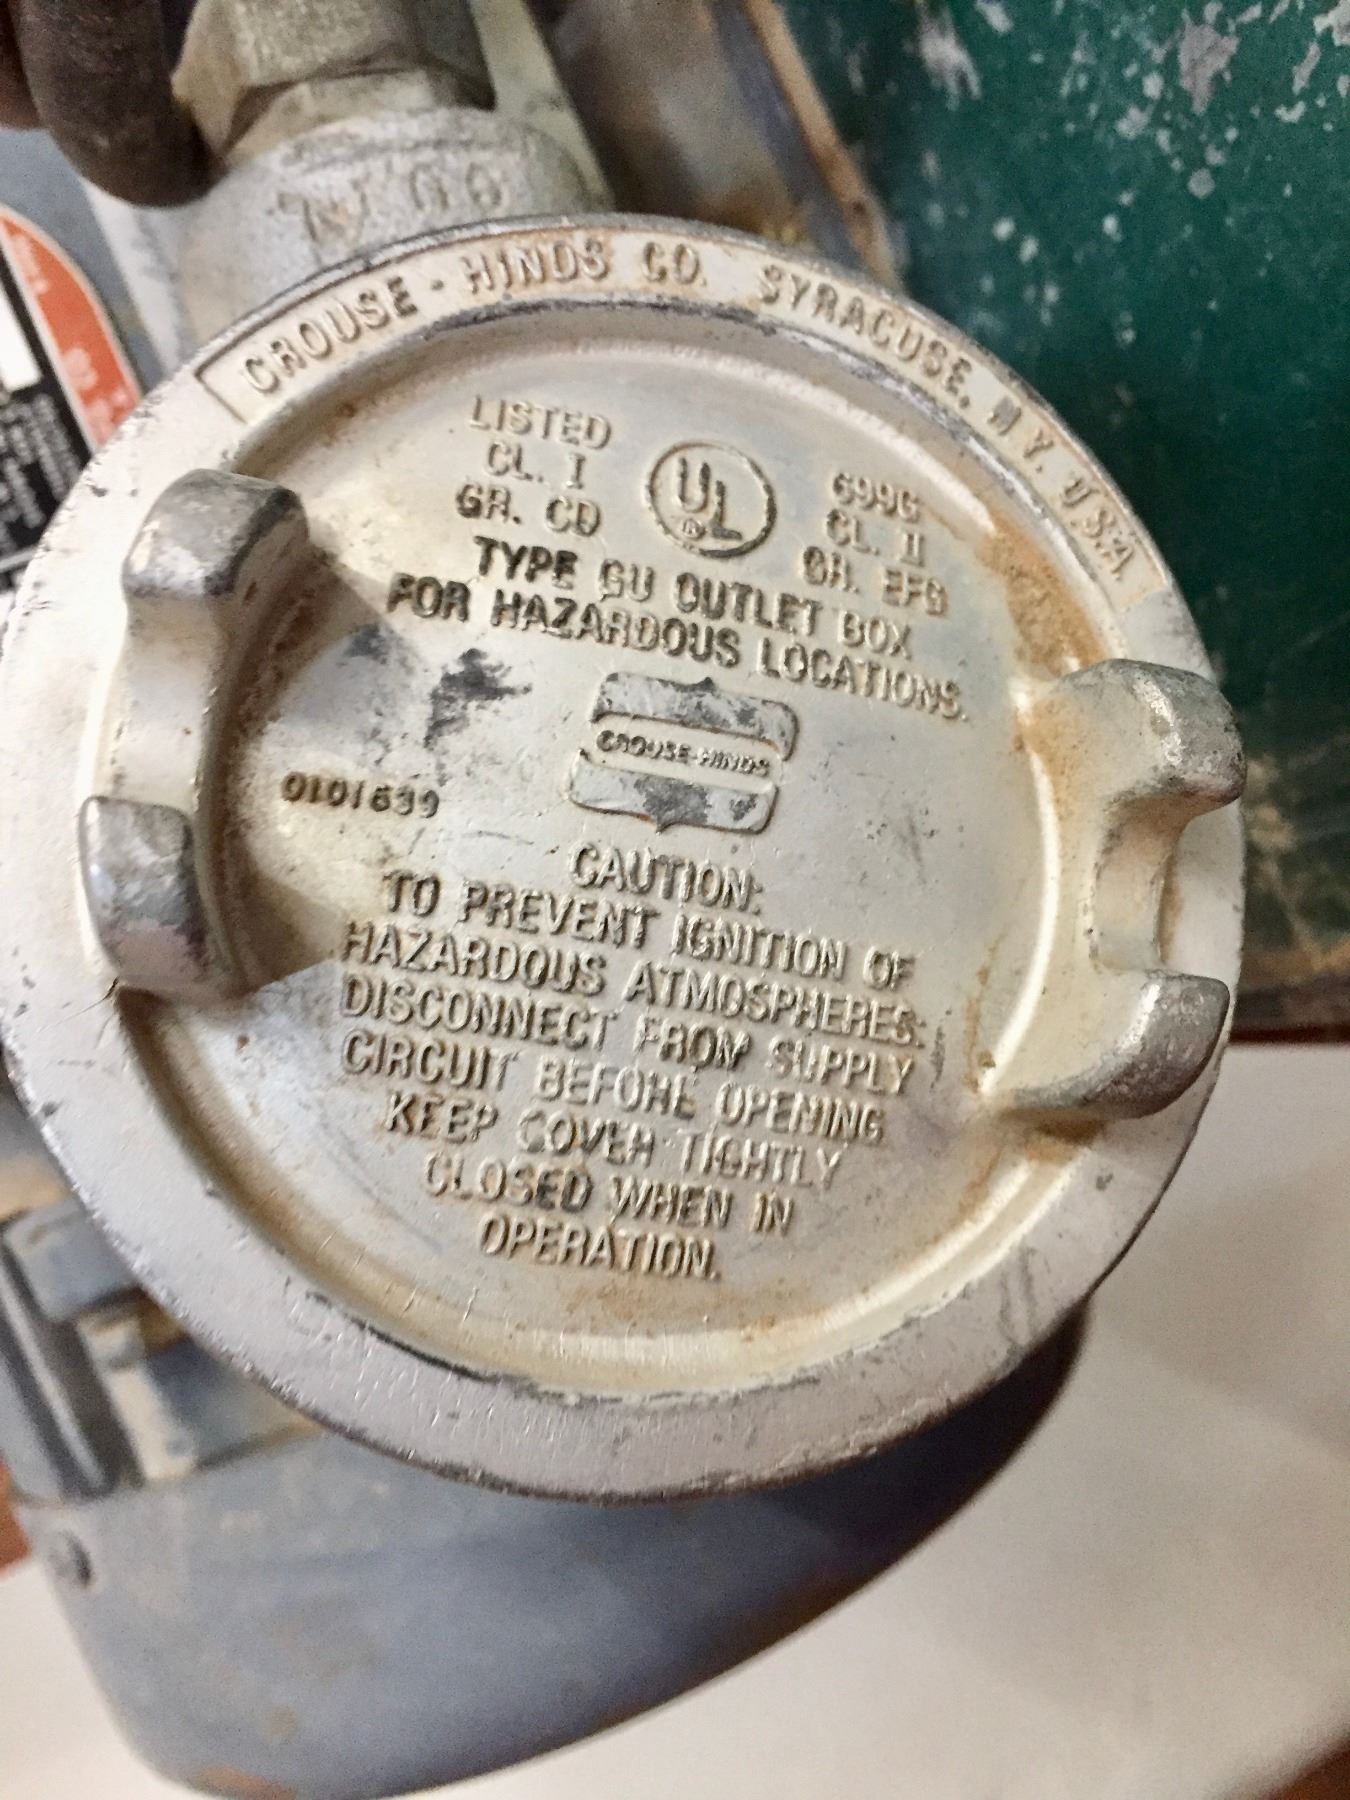 CROUSE-HINDS CO. SYRACUSE, N.Y. U.S.A.
LISTED
CL. I
GR. CD
UL
®
699G
CL. II
GR. EFG
TYPE GU OUTLET BOX
FOR HAZARDOUS LOCATIONS.
CROUSE-HINDS
0101639
CAUTION:
TO PREVENT IGNITION OF
HAZARDOUS ATMOSPHERES:
DISCONNECT FROM SUPPLY
CIRCUIT BEFORE OPENING
KEEP COVER TIGHTLY
CLOSED WHEN IN
OPERATION.